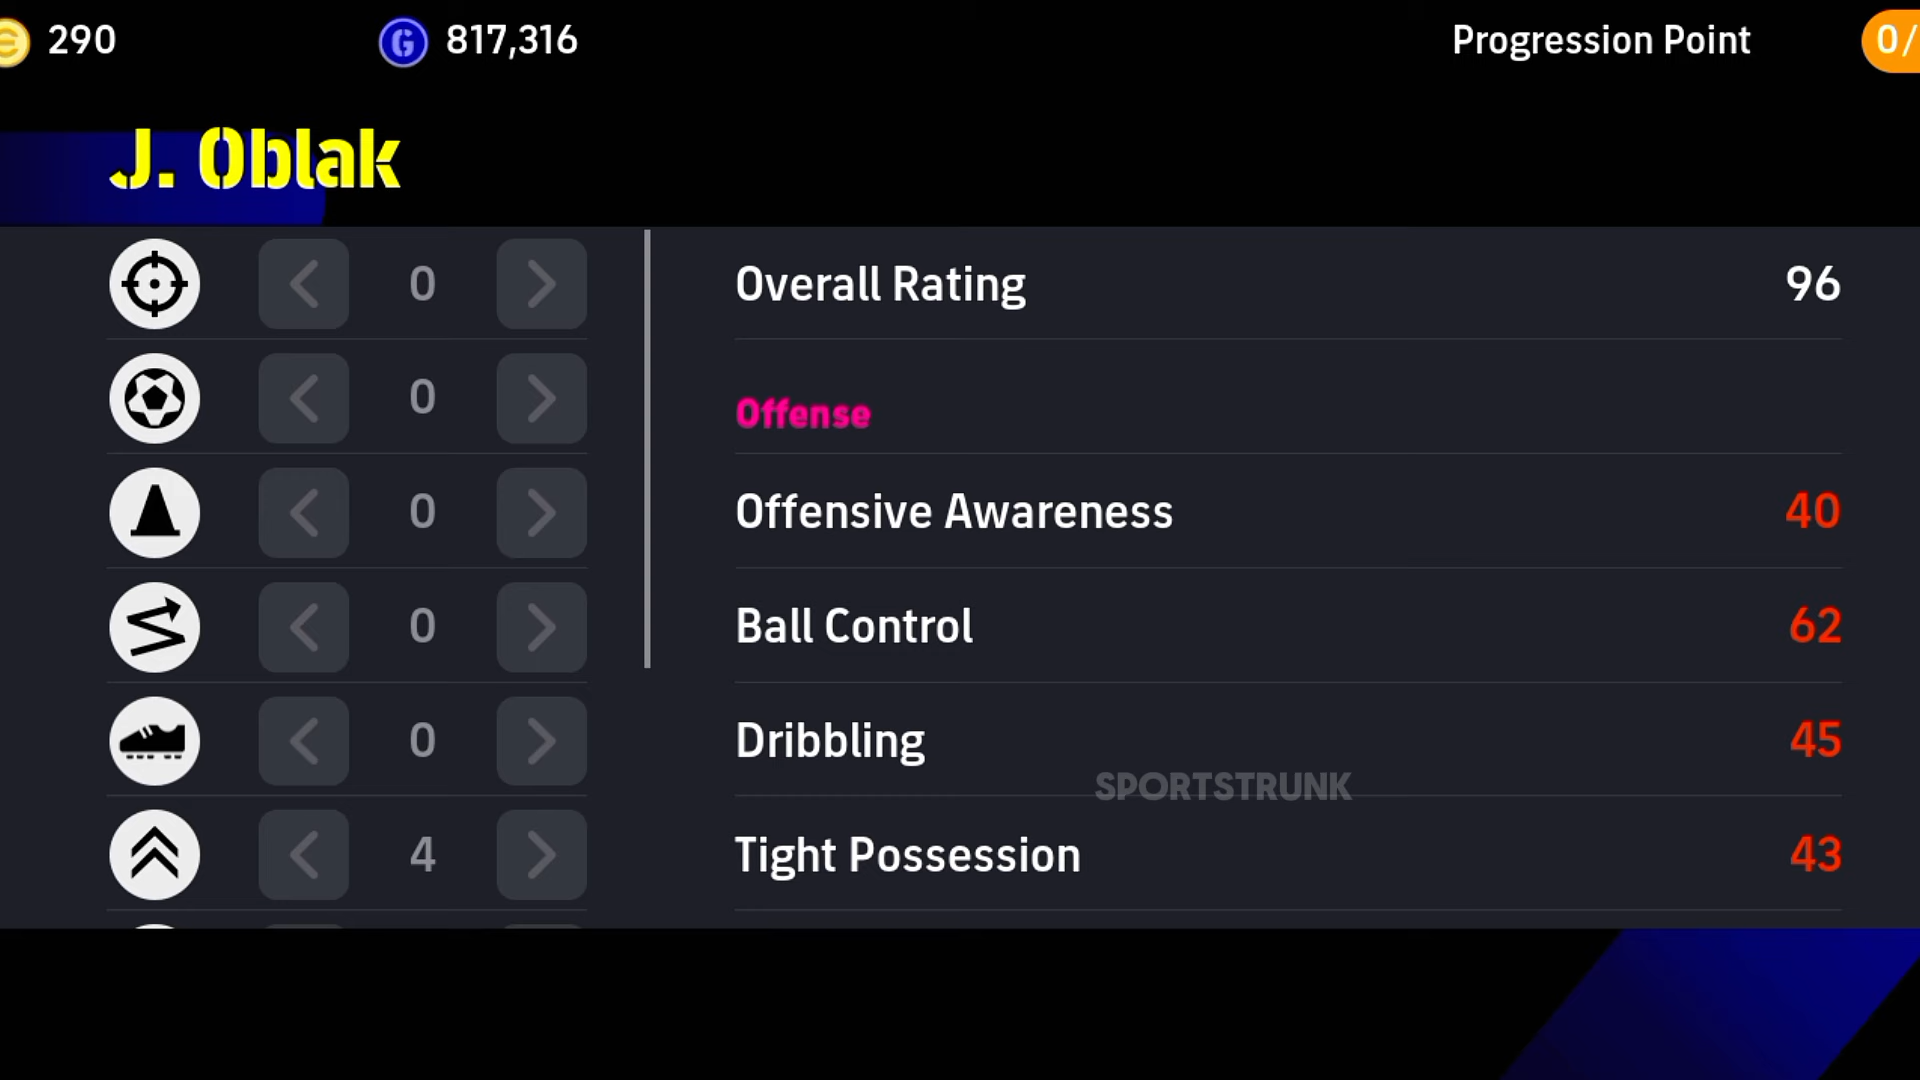 290 817,316 Progression Point 0/
J. Oblak
0 Overall Rating 96
0 Offense
0 Offensive Awareness 40
0 Ball Control 62
0 Dribbling 45
SPORTSTRUNK
4 Tight Possession 43